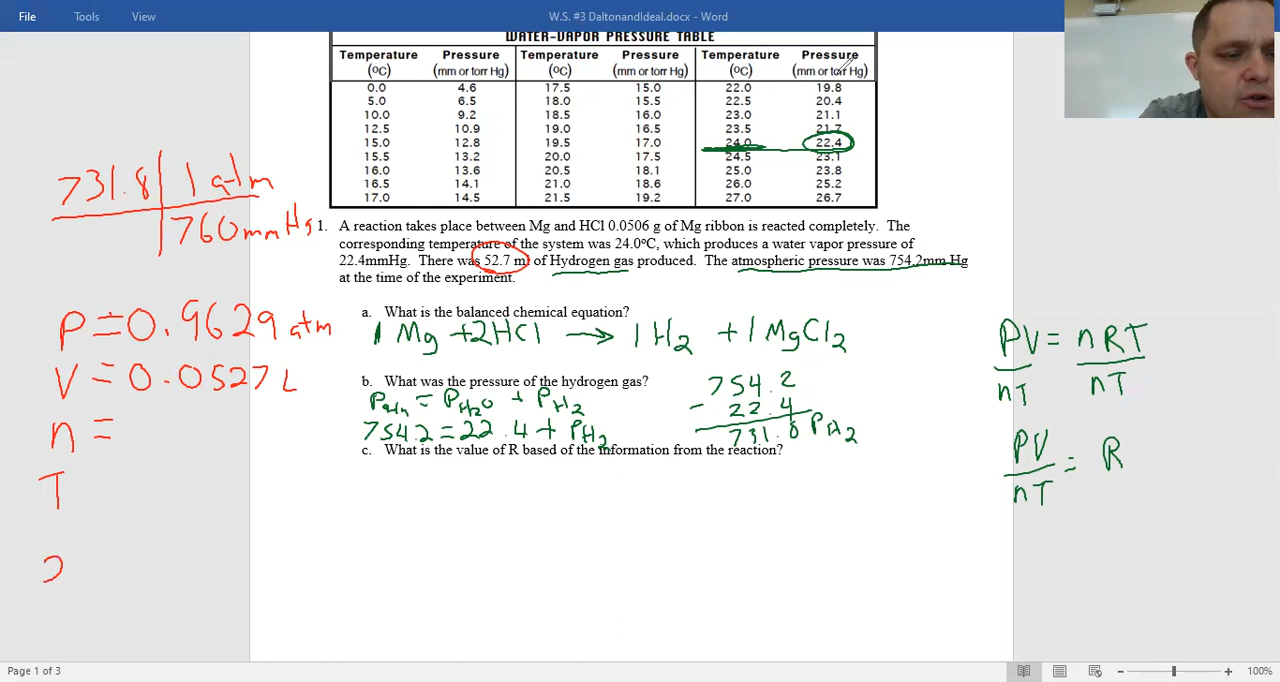 File Tools View W.S. #3 DaltonandIdeal.docx - Word
WATER-VAPOR PRESSURE TABLE
Temperature Pressure Temperature Pressure Temperature Pressure
(ºC) (mm or torr Hg) (ºC) (mm or torr Hg) (ºC) (mm or torr Hg)
0.0 4.6 17.5 15.0 22.0 19.8
5.0 6.5 18.0 15.5 22.5 20.4
10.0 9.2 18.5 16.0 23.0 21.1
12.5 10.9 19.0 16.5 23.5 21.7
15.0 12.8 19.5 17.0 24.0 22.4
15.5 13.2 20.0 17.5 24.5 23.1
16.0 13.6 20.5 18.1 25.0 23.8
16.5 14.1 21.0 18.6 26.0 25.2
17.0 14.5 21.5 19.2 27.0 26.7
731.8 1 atm
760mmHg
1. A reaction takes place between Mg and HCl 0.0506 g of Mg ribbon is reacted completely. The
corresponding temperature of the system was 24.0ºC, which produces a water vapor pressure of
22.4mmHg. There was 52.7 ml of Hydrogen gas produced. The atmospheric pressure was 754.2mm Hg
at the time of the experiment.
a. What is the balanced chemical equation?
1 Mg + 2HCl → 1 H2 + 1 MgCl2
P = 0.9629 atm
V = 0.0527 L
n =
T
b. What was the pressure of the hydrogen gas?
Patm = PH2O + PH2
754.2 = 22.4 + PH2
754.2
- 22.4
731.8 PH2
c. What is the value of R based of the information from the reaction?
PV = nRT
nT nT
PV = R
nT
Page 1 of 3 100%